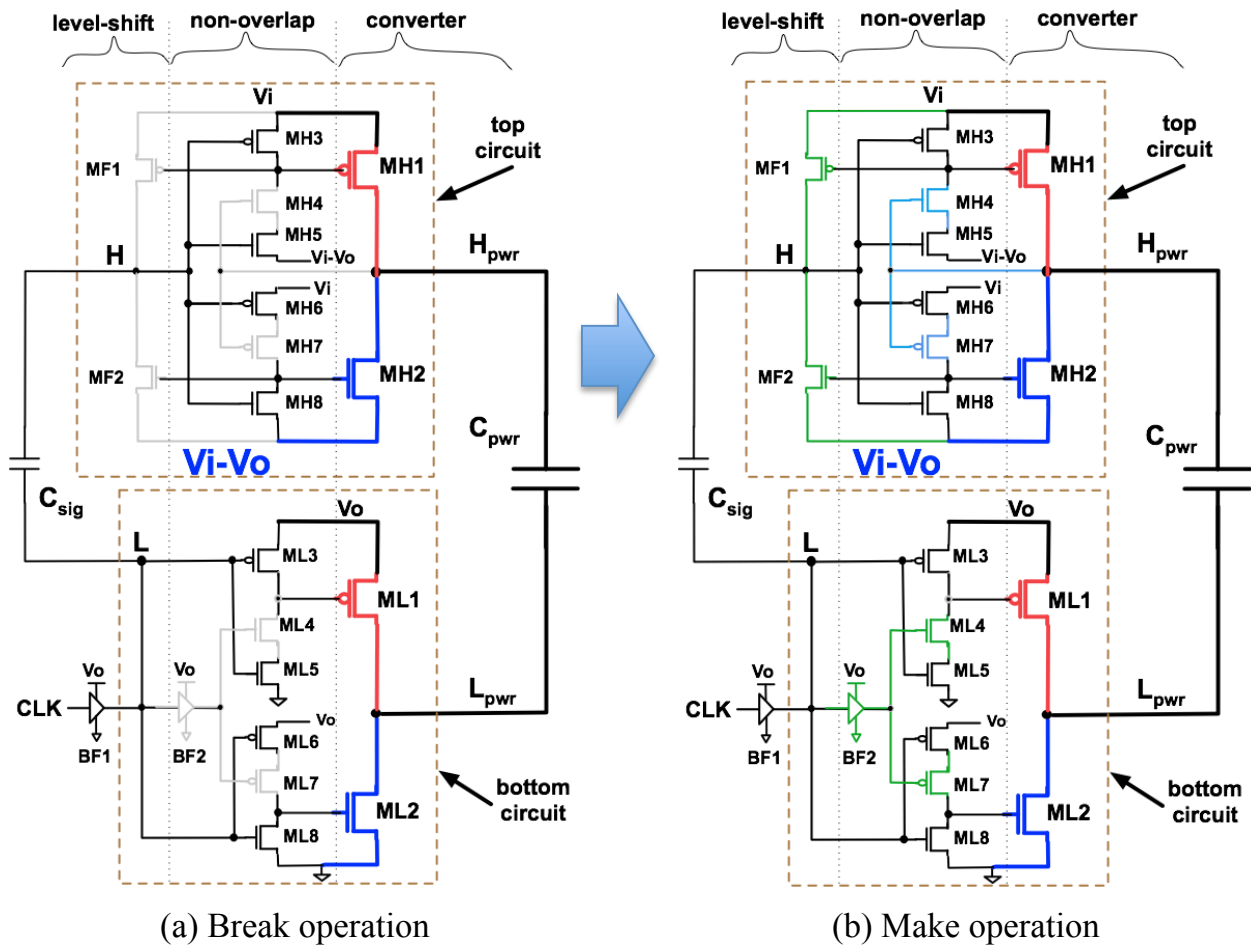 level-shift non-overlap converter
Vi
MH3
top
circuit
MF1
MH1
MH4
MH5
Vi-Vo
H
Hpwr
Vi
MH6
MH7
MF2
MH2
MH8
Vi-Vo
Cpwr
Csig
Vo
L
ML3
ML1
ML4
Vo
Vo
ML5
CLK
Lpwr
BF1
BF2
Vo
ML6
ML7
ML2
bottom
circuit
ML8
(a) Break operation
level-shift non-overlap converter
Vi
MH3
top
circuit
MF1
MH1
MH4
MH5
Vi-Vo
H
Hpwr
Vi
MH6
MH7
MF2
MH2
MH8
Vi-Vo
Cpwr
Csig
Vo
L
ML3
ML1
ML4
Vo
Vo
ML5
CLK
Lpwr
BF1
BF2
Vo
ML6
ML7
ML2
bottom
circuit
ML8
(b) Make operation